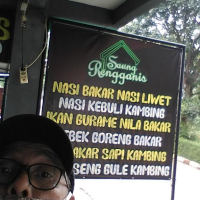 Saung
Rengganis
NASI BAKAR NASI LIWET
NASI KEBULI KAMBING
IKAN GURAME NILA BAKAR
BEK GORENG BAKAR
AKAR SAPI KAMBING
SENG GULE KAMBING